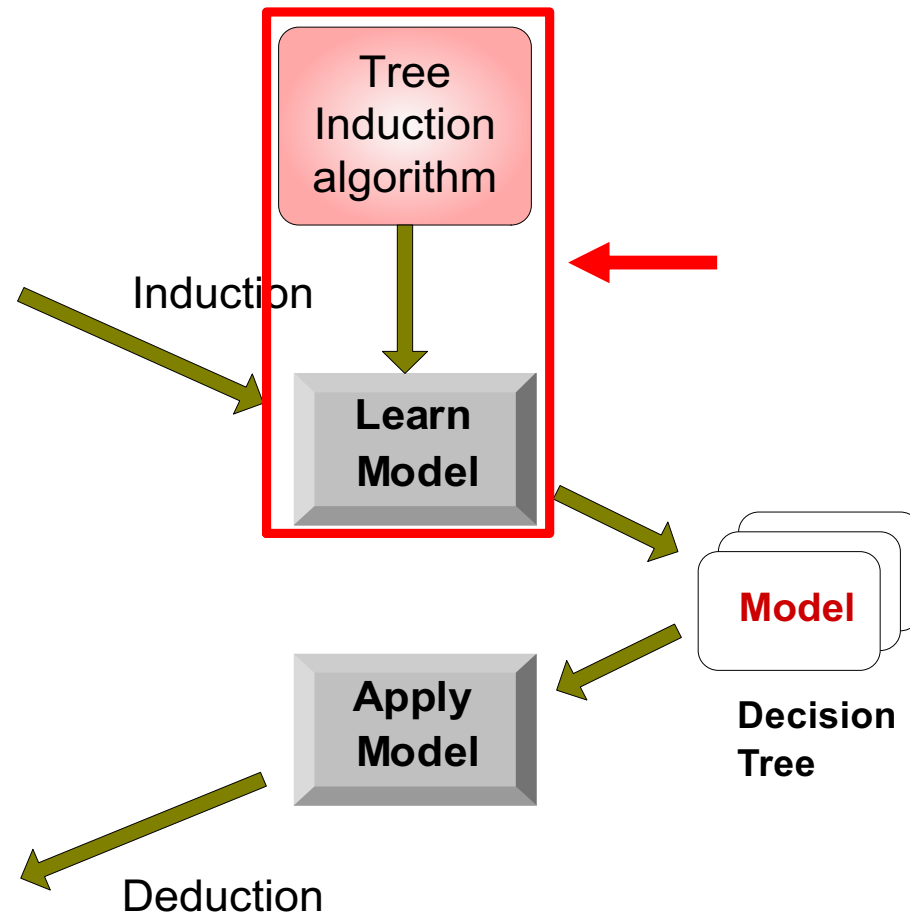 Tree
Induction
algorithm
Induction
Learn
Model
Model
Decision
Tree
Apply
Model
Deduction